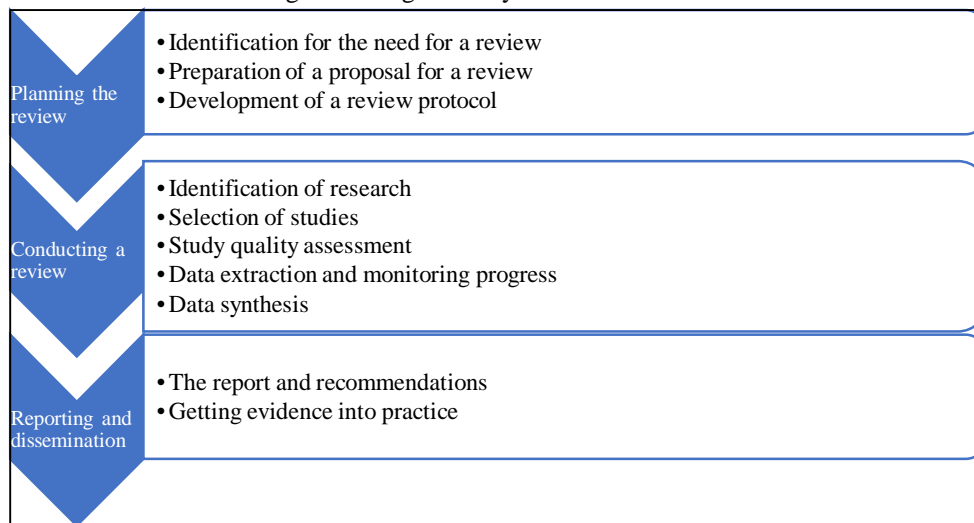 Planning the
review
• Identification for the need for a review
• Preparation of a proposal for a review
• Development of a review protocol
Conducting a
review
• Identification of research
• Selection of studies
• Study quality assessment
• Data extraction and monitoring progress
• Data synthesis
Reporting and
dissemination
• The report and recommendations
• Getting evidence into practice